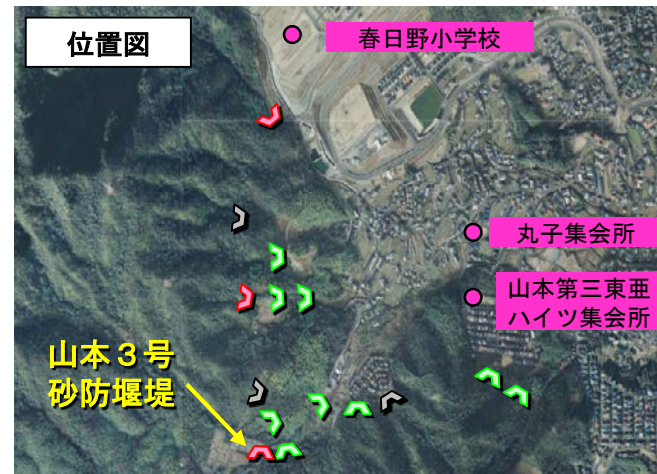 位置図
春日野小学校
丸子集会所
山本第三東亜
ハイツ集会所
山本３号
砂防堰堤